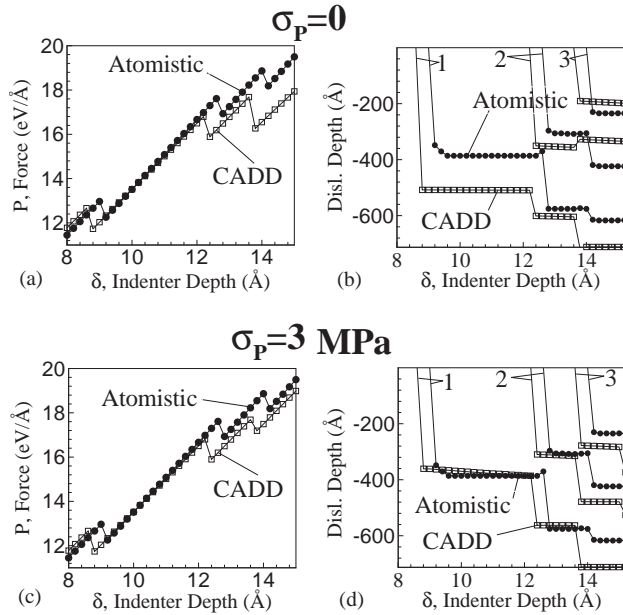 σP=0
20
18
16
14
12
P, Force (eV/Å)
Atomistic
CADD
8 10 12 14
(a) δ, Indenter Depth (Å)
1 2 3
-200
-400
-600
Disl. Depth (Å)
Atomistic
CADD
8 10 12 14
(b) δ, Indenter Depth (Å)
σP=3 MPa
20
18
16
14
12
P, Force (eV/Å)
Atomistic
CADD
8 10 12 14
(c) δ, Indenter Depth (Å)
1 2 3
-200
-400
-600
Disl. Depth (Å)
Atomistic
CADD
8 10 12 14
(d) δ, Indenter Depth (Å)